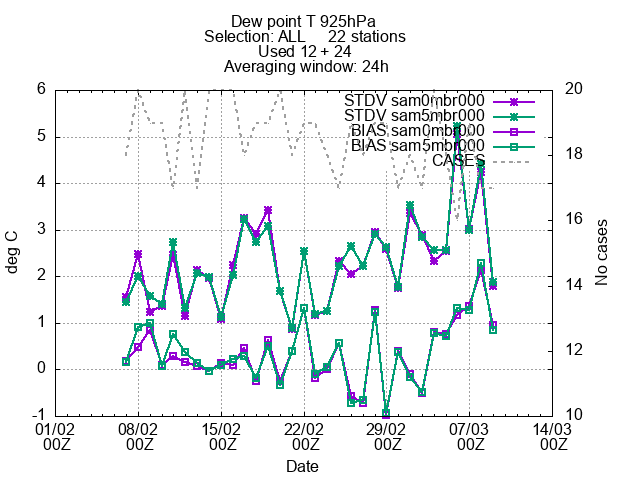 Dew point T 925hPa
Selection: ALL 22 stations
Used 12 + 24
Averaging window: 24h
STDV sam0mbr000
STDV sam5mbr000
BIAS sam0mbr000
BIAS sam5mbr000
CASES
6
5
4
3
2
1
0
-1
deg C
20
18
16
14
12
10
No cases
01/02 08/02 15/02 22/02 29/02 07/03 14/03
00Z 00Z 00Z 00Z 00Z 00Z 00Z
Date